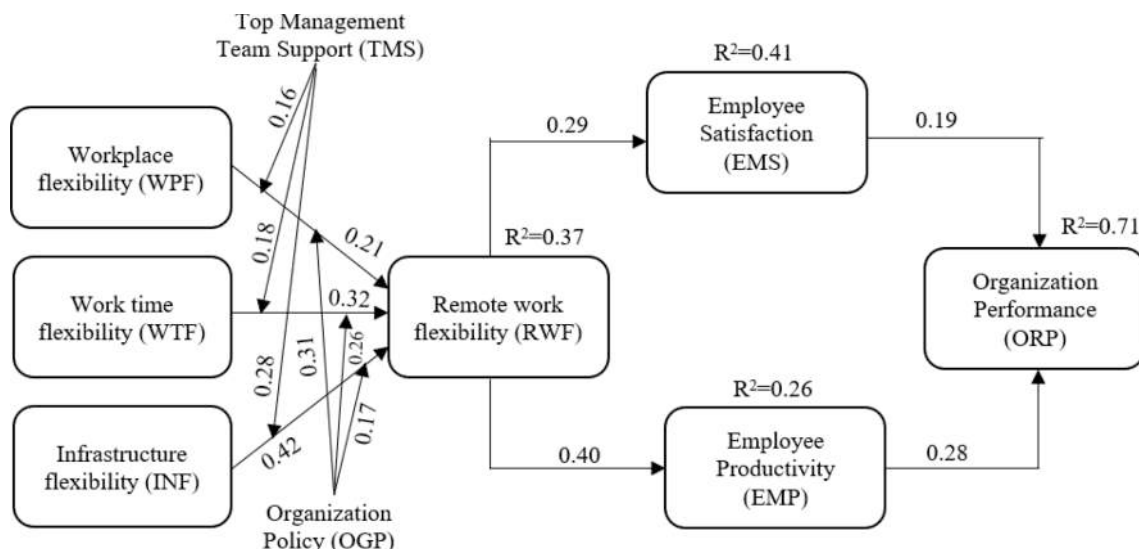 Top Management
Team Support (TMS)
R²=0.41
0.16
Employee
Satisfaction
(EMS)
0.29
0.19
Workplace
flexibility (WPF)
0.18
0.21
R²=0.37
R²=0.71
Work time
flexibility (WTF)
0.32
Remote work
flexibility (RWF)
Organization
Performance
(ORP)
0.28
0.31
0.26
0.17
R²=0.26
Infrastructure
flexibility (INF)
0.42
0.40
Employee
Productivity
(EMP)
0.28
Organization
Policy (OGP)